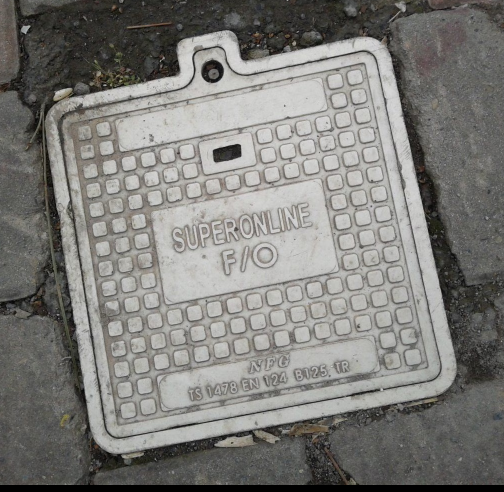 SUPERONLINE
F/O
NFG
TS 1478 EN 124 B125. TR